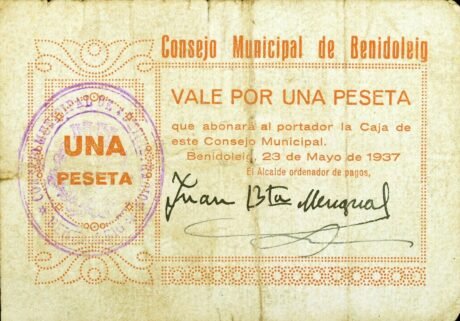 Consejo Municipal de Benidoleig
VALE POR UNA PESETA
que abonará al portador la Caja de
este Consejo Municipal.
Benidoleig, 23 de Mayo de 1937
El Alcalde ordenador de pagos,
Juan Bta Mengual
UNA
PESETA